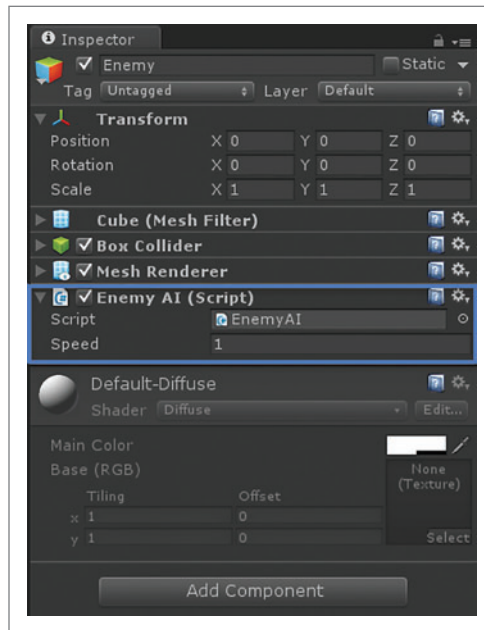 Inspector
Enemy Static
Tag Untagged Layer Default
Transform
Position X 0 Y 0 Z 0
Rotation X 0 Y 0 Z 0
Scale X 1 Y 1 Z 1
Cube (Mesh Filter)
Box Collider
Mesh Renderer
Enemy AI (Script)
Script EnemyAI
Speed 1
Default-Diffuse
Shader Diffuse Edit...
Main Color
Base (RGB) None
(Texture)
Tiling Offset
x 1 0
y 1 0 Select
Add Component